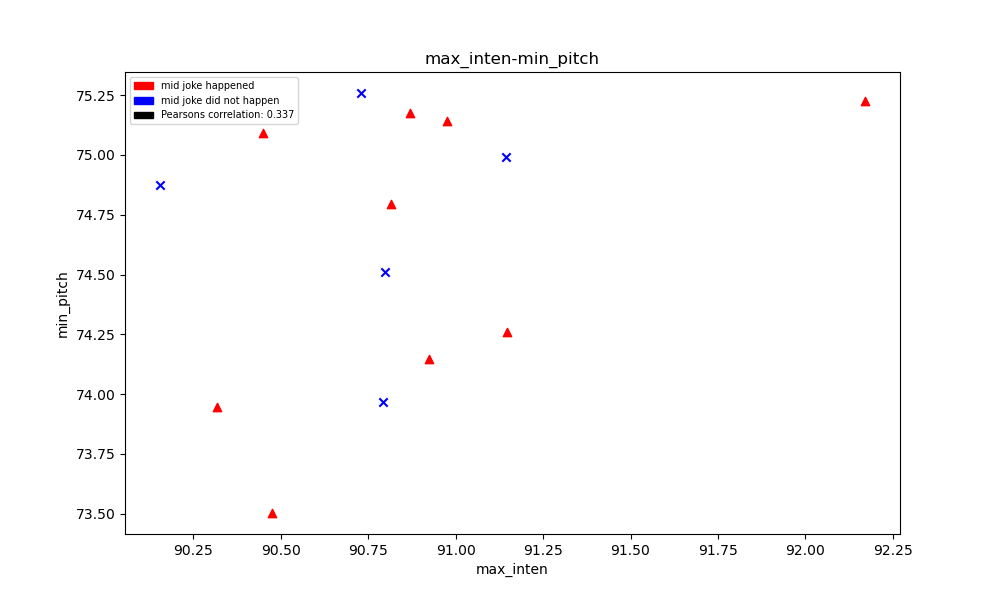 max_inten-min_pitch
mid joke happened
mid joke did not happen
Pearsons correlation: 0.337
75.25
75.00
74.75
74.50
74.25
74.00
73.75
73.50
min_pitch
90.25 90.50 90.75 91.00 91.25 91.50 91.75 92.00 92.25
max_inten